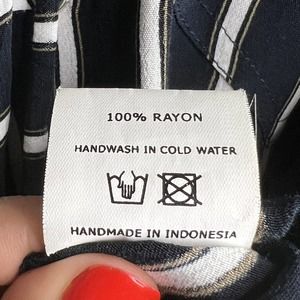 100% RAYON
HANDWASH IN COLD WATER
HANDMADE IN INDONESIA